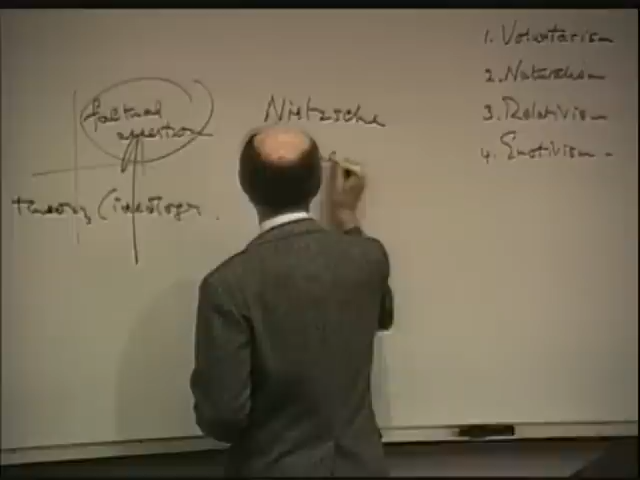 factual
assertion
theory (ideology.
Nietzsche
1. Voluntarism
2. Naturalism
3. Relativism
4. Emotivism -